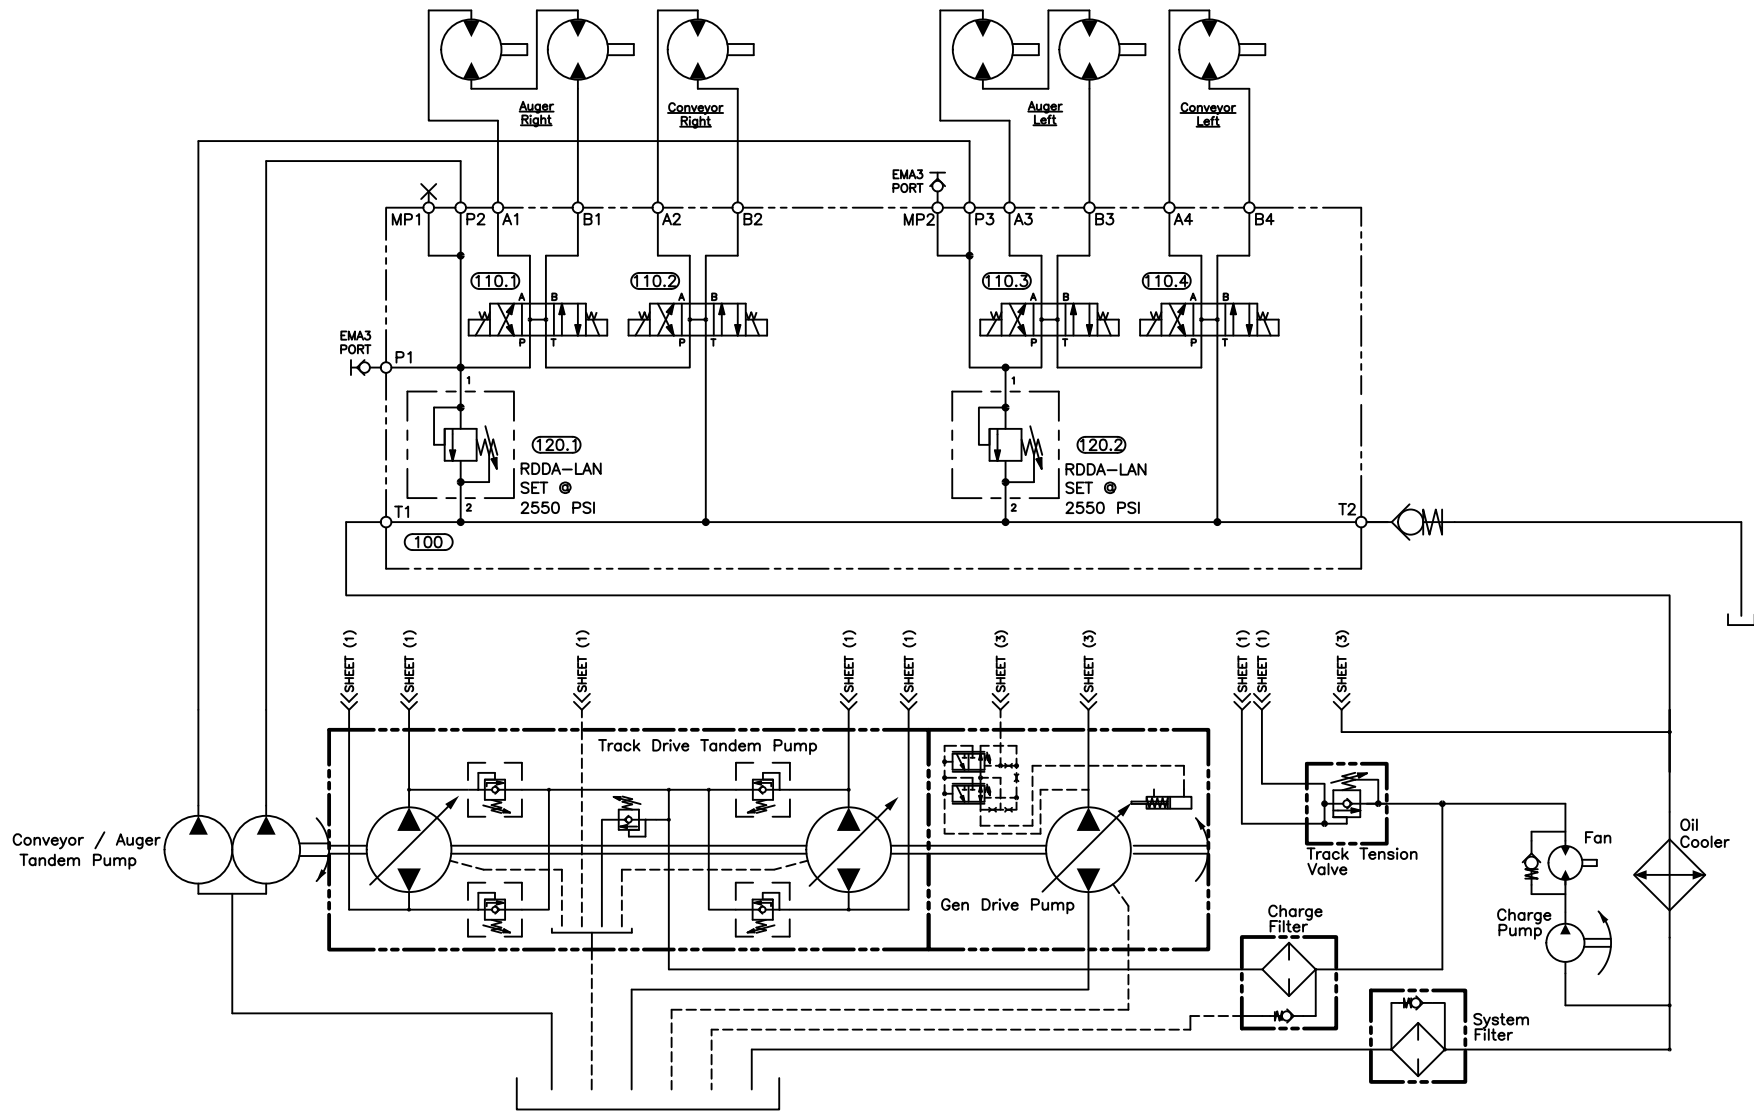 Auger
Right
Conveyor
Right
Auger
Left
Conveyor
Left
EMA3
PORT
MP1
P2
A1
B1
A2
B2
MP2
P3
A3
B3
A4
B4
110.1
110.2
110.3
110.4
A
B
A
B
A
B
A
B
P
T
P
T
P
T
P
T
EMA3
PORT
P1
1
1
120.1
RDDA-LAN
SET @
2550 PSI
120.2
RDDA-LAN
SET @
2550 PSI
2
2
T1
T2
100
SHEET (1)
SHEET (1)
SHEET (1)
SHEET (1)
SHEET (1)
SHEET (3)
SHEET (3)
SHEET (1)
SHEET (1)
SHEET (3)
Track Drive Tandem Pump
Conveyor / Auger
Tandem Pump
Gen Drive Pump
Track Tension
Valve
Fan
Oil
Cooler
Charge
Filter
Charge
Pump
System
Filter